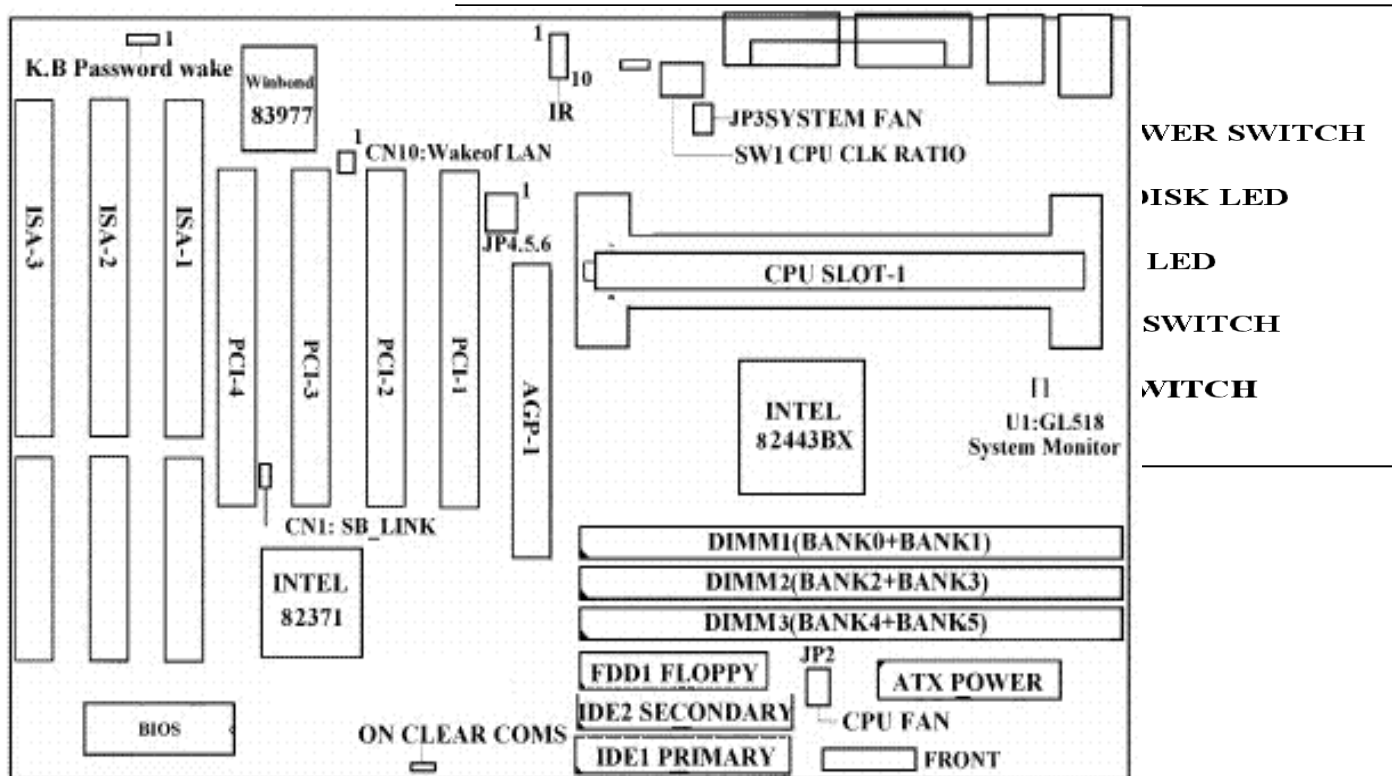 1
K.B Password wake
Winbond
83977
1
10
IR
JP3SYSTEM FAN
SW1 CPU CLK RATIO
1
CN10:Wakeof LAN
1
JP4.5.6
ISA-3
ISA-2
ISA-1
PCI-4
PCI-3
PCI-2
PCI-1
AGP-1
CPU SLOT-1
INTEL
82443BX
U1:GL518
System Monitor
CN1: SB_LINK
INTEL
82371
DIMM1(BANK0+BANK1)
DIMM2(BANK2+BANK3)
DIMM3(BANK4+BANK5)
FDD1 FLOPPY
JP2
ATX POWER
IDE2 SECONDARY
CPU FAN
BIOS
ON CLEAR COMS
IDE1 PRIMARY
FRONT
SWITCH
LED
LED
SWITCH